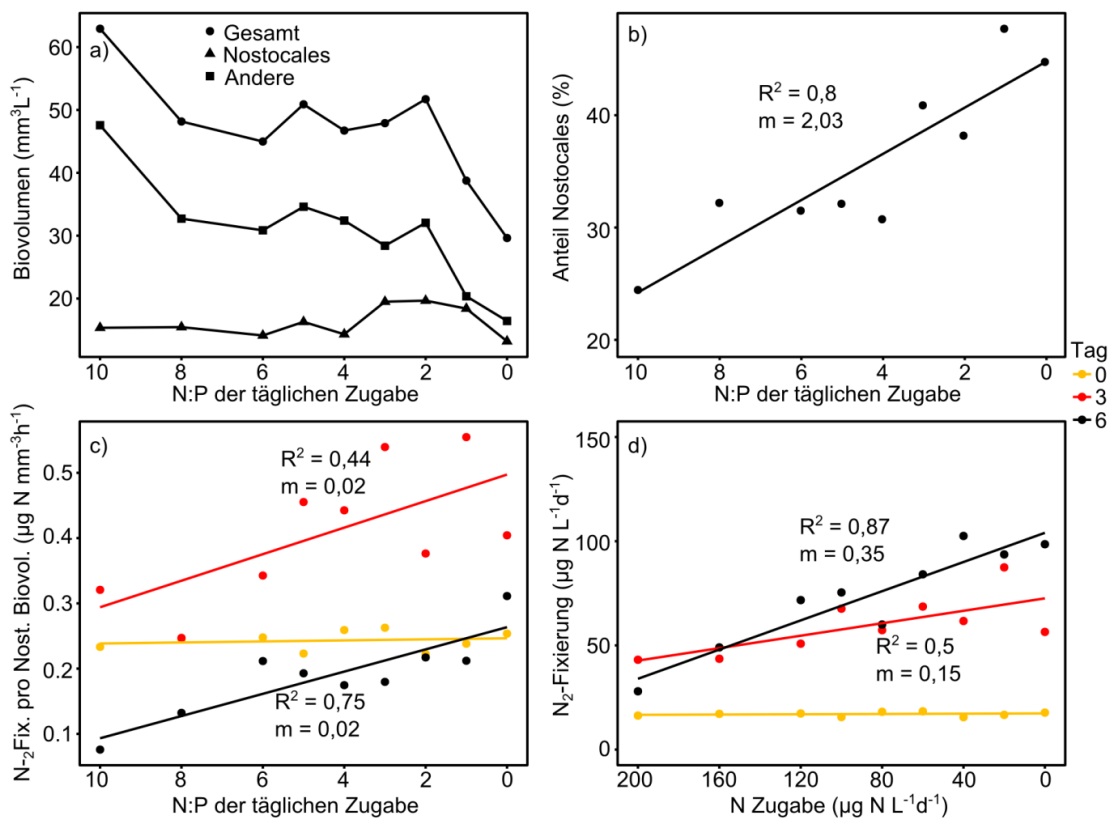 a)
Gesamt
Nostocales
Andere
60
50
40
30
20
Biovolumen (mm³L⁻¹)
10 8 6 4 2 0
N:P der täglichen Zugabe
b)
R² = 0,8
m = 2,03
40
30
20
Anteil Nostocales (%)
10 8 6 4 2 0
N:P der täglichen Zugabe
Tag
0
3
6
c)
R² = 0,44
m = 0,02
R² = 0,75
m = 0,02
0.5
0.4
0.3
0.2
0.1
N-₂Fix. pro Nost. Biovol. (µg N mm⁻³h⁻¹)
10 8 6 4 2 0
N:P der täglichen Zugabe
d)
R² = 0,87
m = 0,35
R² = 0,5
m = 0,15
150
100
50
0
N₂-Fixierung (µg N L⁻¹d⁻¹)
200 160 120 80 40 0
N Zugabe (µg N L⁻¹d⁻¹)